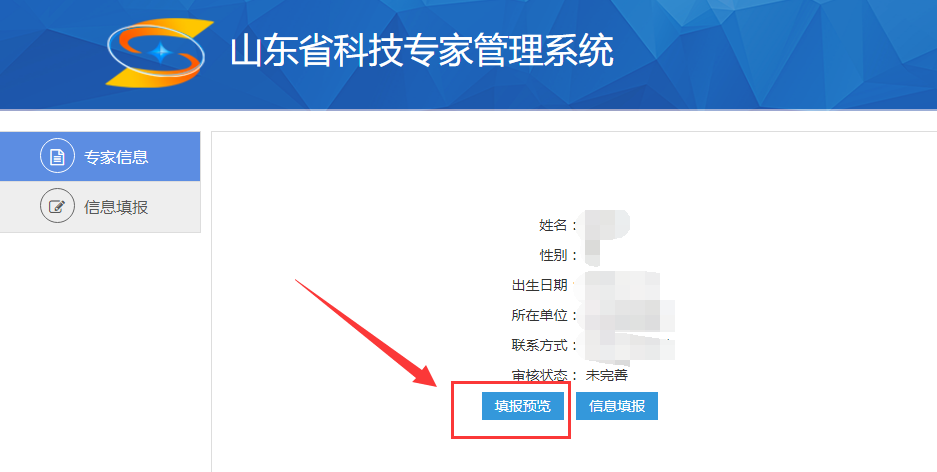 山东省科技专家管理系统
专家信息
信息填报
姓名：
性别：
出生日期
所在单位：
联系方式：
审核状态： 未完善
填报预览 信息填报